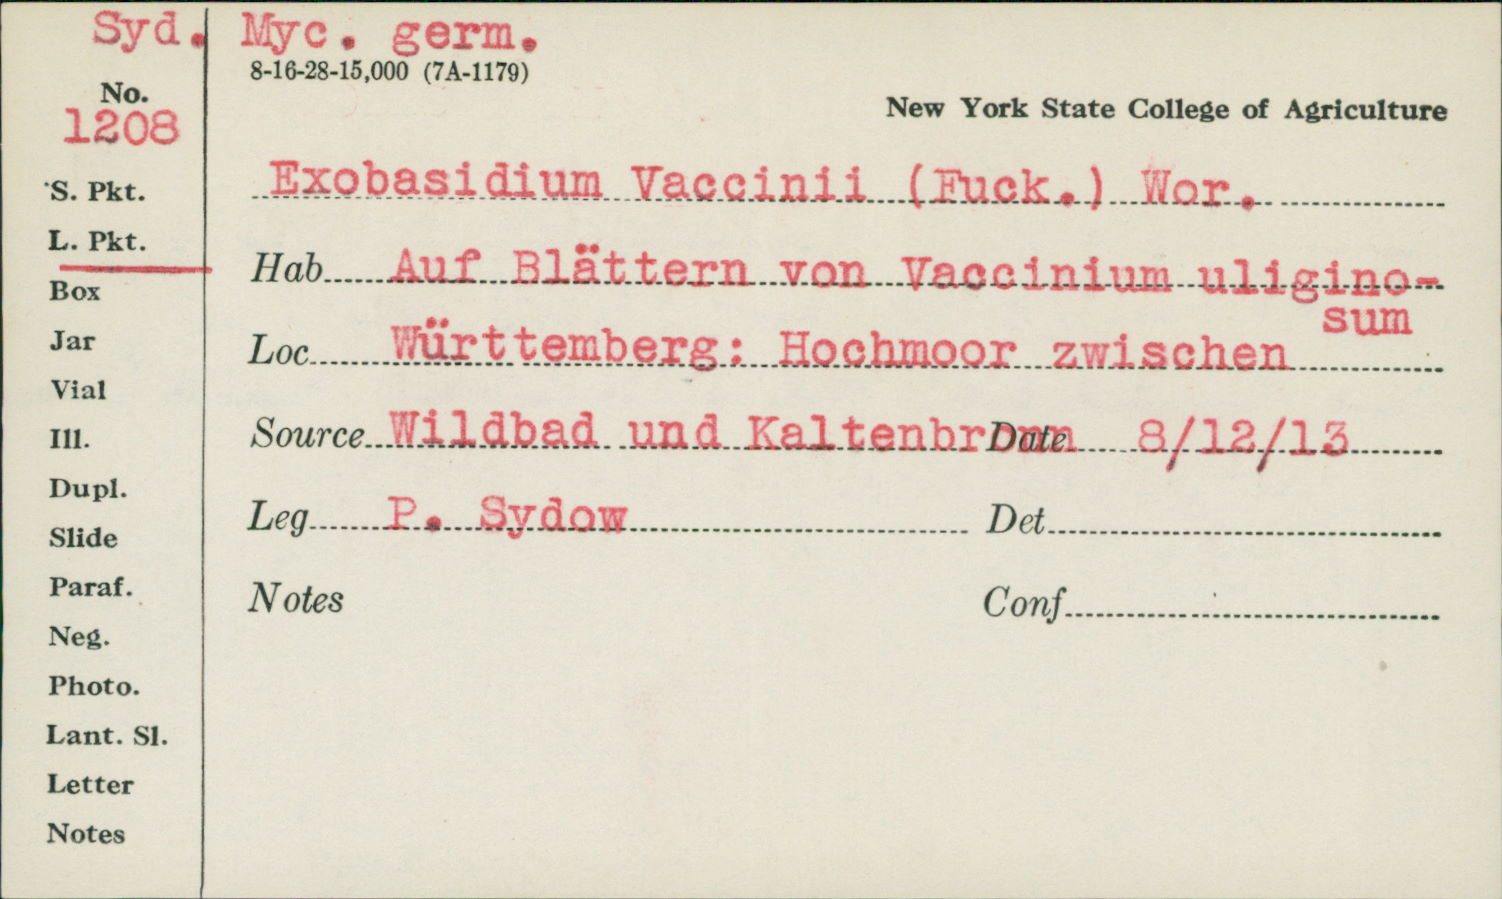 Syd. Myc. germ.
8-16-28-15,000 (7A-1179)
No.
1208
New York State College of Agriculture
S. Pkt.
Exobasidium Vaccinii (Fuck.) Wor.
L. Pkt.
Hab Auf Blättern von Vaccinium uligino-
sum
Box
Jar
Loc Württemberg: Hochmoor zwischen
Vial
Ill.
Source Wildbad und Kaltenbronn Date 8/12/13
Dupl.
Leg P. Sydow Det
Slide
Paraf.
Notes Conf
Neg.
Photo.
Lant. Sl.
Letter
Notes